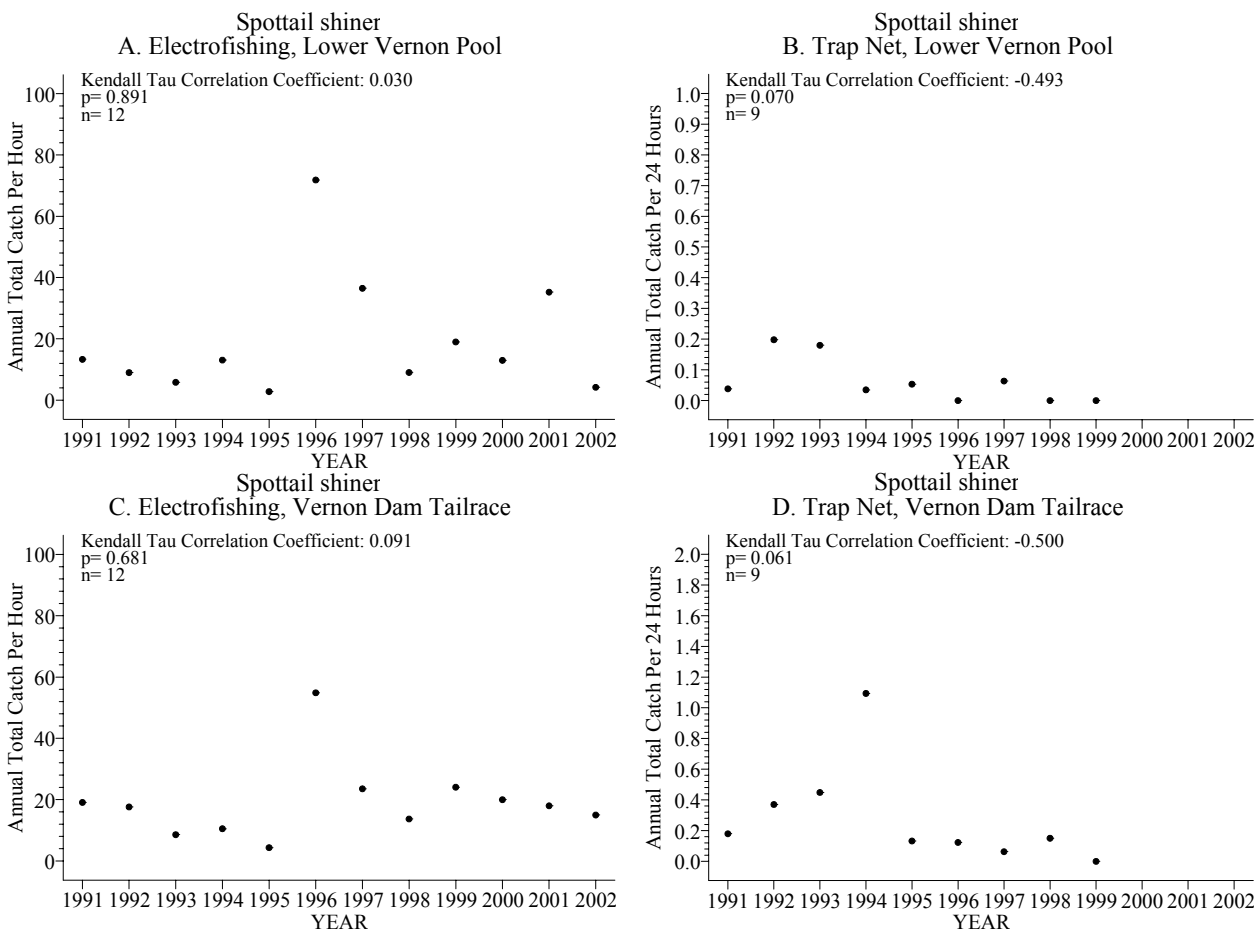 Spottail shiner
A. Electrofishing, Lower Vernon Pool
Kendall Tau Correlation Coefficient: 0.030
p= 0.891
n= 12
Annual Total Catch Per Hour
100
80
60
40
20
0
1991 1992 1993 1994 1995 1996 1997 1998 1999 2000 2001 2002
YEAR
Spottail shiner
B. Trap Net, Lower Vernon Pool
Kendall Tau Correlation Coefficient: -0.493
p= 0.070
n= 9
Annual Total Catch Per 24 Hours
1.0
0.9
0.8
0.7
0.6
0.5
0.4
0.3
0.2
0.1
0.0
1991 1992 1993 1994 1995 1996 1997 1998 1999 2000 2001 2002
YEAR
Spottail shiner
C. Electrofishing, Vernon Dam Tailrace
Kendall Tau Correlation Coefficient: 0.091
p= 0.681
n= 12
Annual Total Catch Per Hour
100
80
60
40
20
0
1991 1992 1993 1994 1995 1996 1997 1998 1999 2000 2001 2002
YEAR
Spottail shiner
D. Trap Net, Vernon Dam Tailrace
Kendall Tau Correlation Coefficient: -0.500
p= 0.061
n= 9
Annual Total Catch Per 24 Hours
2.0
1.8
1.6
1.4
1.2
1.0
0.8
0.6
0.4
0.2
0.0
1991 1992 1993 1994 1995 1996 1997 1998 1999 2000 2001 2002
YEAR